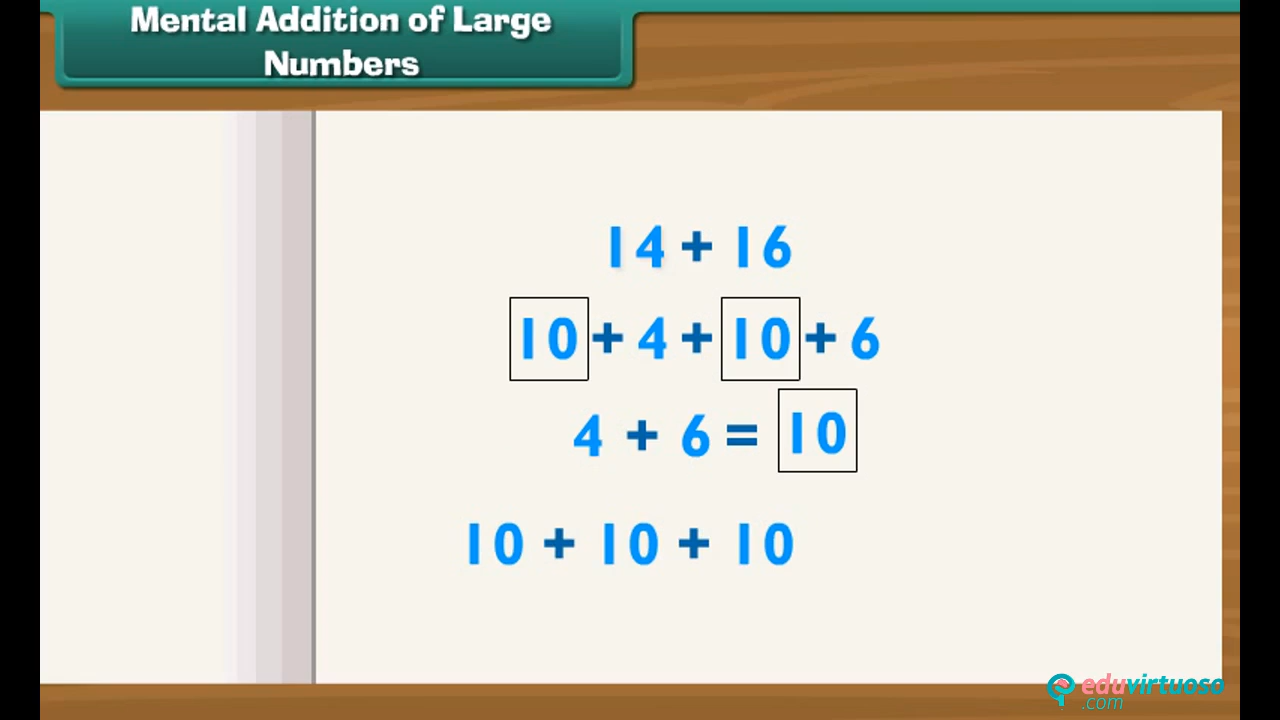 Mental Addition of Large
Numbers
14 + 16
10 + 4 + 10 + 6
4 + 6 = 10
10 + 10 + 10
eduvirtuoso
.com